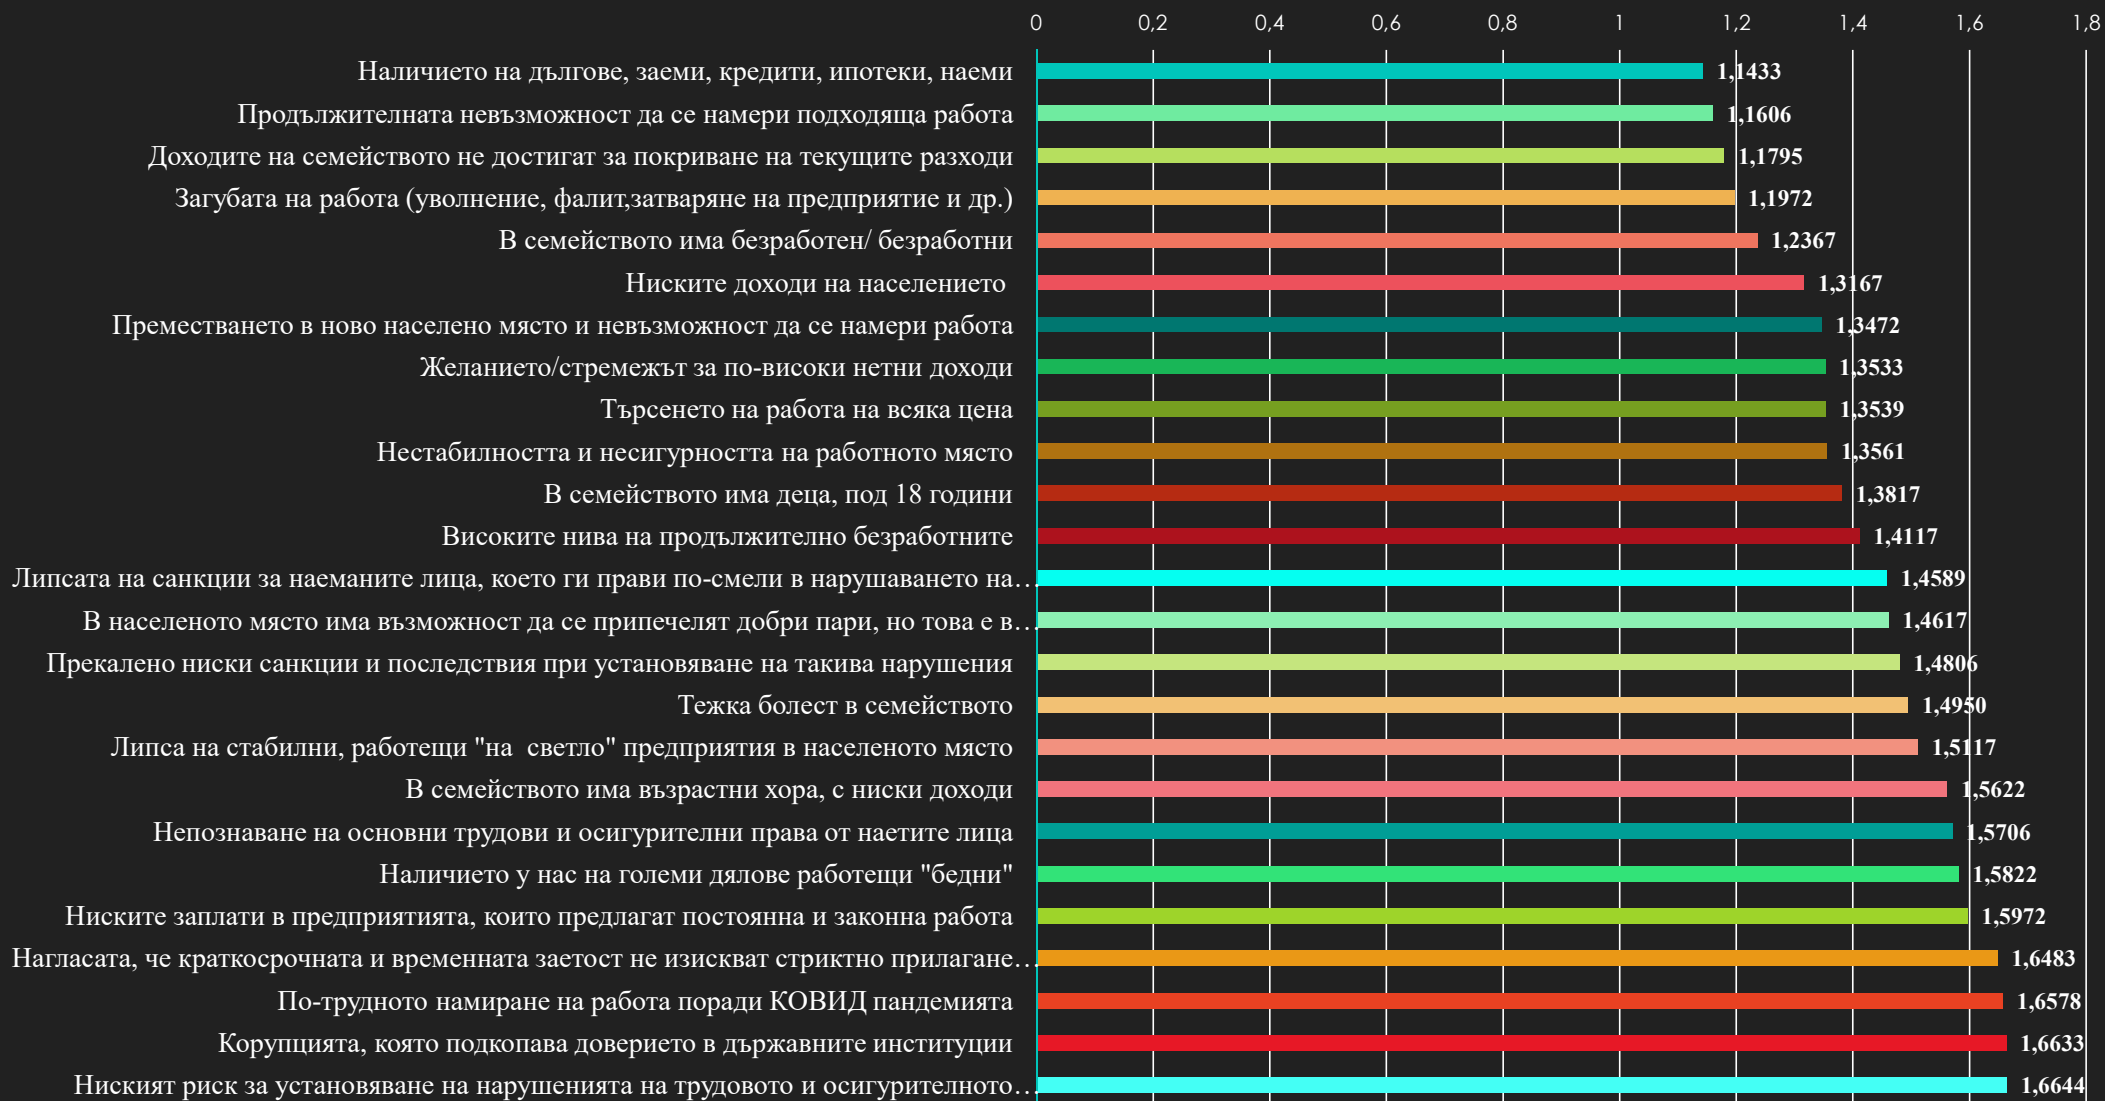 0 0,2 0,4 0,6 0,8 1 1,2 1,4 1,6 1,8
Наличието на дългове, заеми, кредити, ипотеки, наеми 1,1433
Продължителната невъзможност да се намери подходяща работа 1,1606
Доходите на семейството не достигат за покриване на текущите разходи 1,1795
Загубата на работа (уволнение, фалит,затваряне на предприятие и др.) 1,1972
В семейството има безработен/ безработни 1,2367
Ниските доходи на населението 1,3167
Преместването в ново населено място и невъзможност да се намери работа 1,3472
Желанието/стремежът за по-високи нетни доходи 1,3533
Търсенето на работа на всяка цена 1,3539
Нестабилността и несигурността на работното място 1,3561
В семейството има деца, под 18 години 1,3817
Високите нива на продължително безработните 1,4117
Липсата на санкции за наеманите лица, което ги прави по-смели в нарушаването на… 1,4589
В населеното място има възможност да се припечелят добри пари, но това е в… 1,4617
Прекалено ниски санкции и последствия при установяване на такива нарушения 1,4806
Тежка болест в семейството 1,4950
Липса на стабилни, работещи "на  светло" предприятия в населеното място 1,5117
В семейството има възрастни хора, с ниски доходи 1,5622
Непознаване на основни трудови и осигурителни права от наетите лица 1,5706
Наличието у нас на големи дялове работещи "бедни" 1,5822
Ниските заплати в предприятията, които предлагат постоянна и законна работа 1,5972
Нагласата, че краткосрочната и временната заетост не изискват стриктно прилагане… 1,6483
По-трудното намиране на работа поради КОВИД пандемията 1,6578
Корупцията, която подкопава доверието в държавните институции 1,6633
Ниският риск за установяване на нарушенията на трудовото и осигурителното… 1,6644